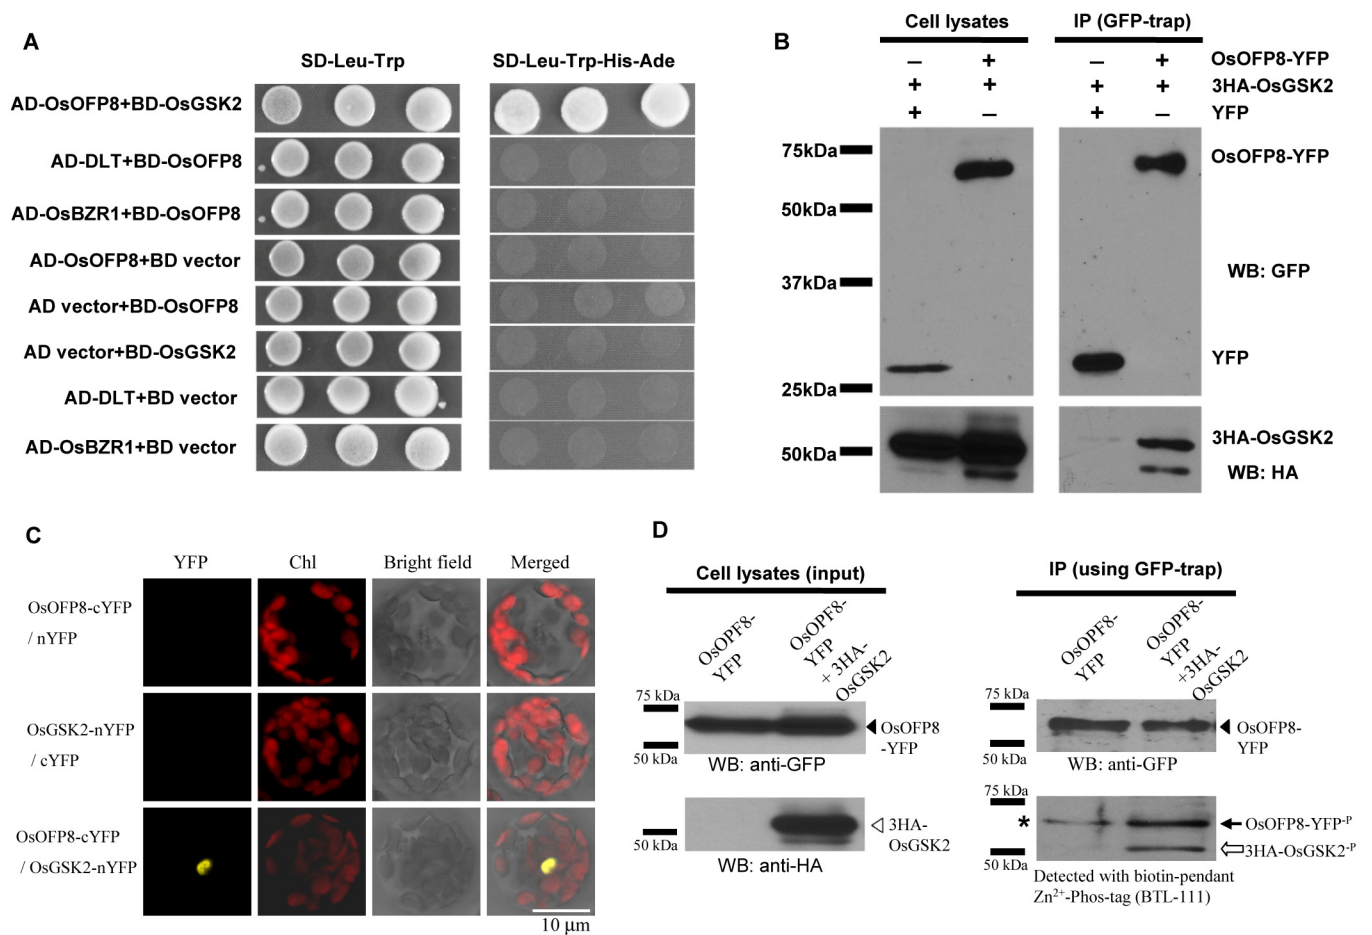 A
SD-Leu-Trp
SD-Leu-Trp-His-Ade
AD-OsOFP8+BD-OsGSK2
AD-DLT+BD-OsOFP8
AD-OsBZR1+BD-OsOFP8
AD-OsOFP8+BD vector
AD vector+BD-OsOFP8
AD vector+BD-OsGSK2
AD-DLT+BD vector
AD-OsBZR1+BD vector
B
Cell lysates
IP (GFP-trap)
− + − + OsOFP8-YFP
+ + + + 3HA-OsGSK2
+ − + − YFP
75kDa
OsOFP8-YFP
50kDa
WB: GFP
37kDa
YFP
25kDa
3HA-OsGSK2
50kDa
WB: HA
C
YFP
Chl
Bright field
Merged
OsOFP8-cYFP
/ nYFP
OsGSK2-nYFP
/ cYFP
OsOFP8-cYFP
/ OsGSK2-nYFP
10 µm
D
Cell lysates (input)
IP (using GFP-trap)
OsOPF8-
YFP
OsOPF8-
YFP
+ 3HA-
OsGSK2
OsOPF8-
YFP
OsOPF8-
YFP
+3HA-
OsGSK2
75 kDa
OsOFP8
-YFP
50 kDa
WB: anti-GFP
3HA-
OsGSK2
50 kDa
WB: anti-HA
75 kDa
OsOFP8-
YFP
50 kDa
WB: anti-GFP
75 kDa
*
OsOFP8-YFP-P
3HA-OsGSK2-P
50 kDa
Detected with biotin-pendant
Zn2+-Phos-tag (BTL-111)